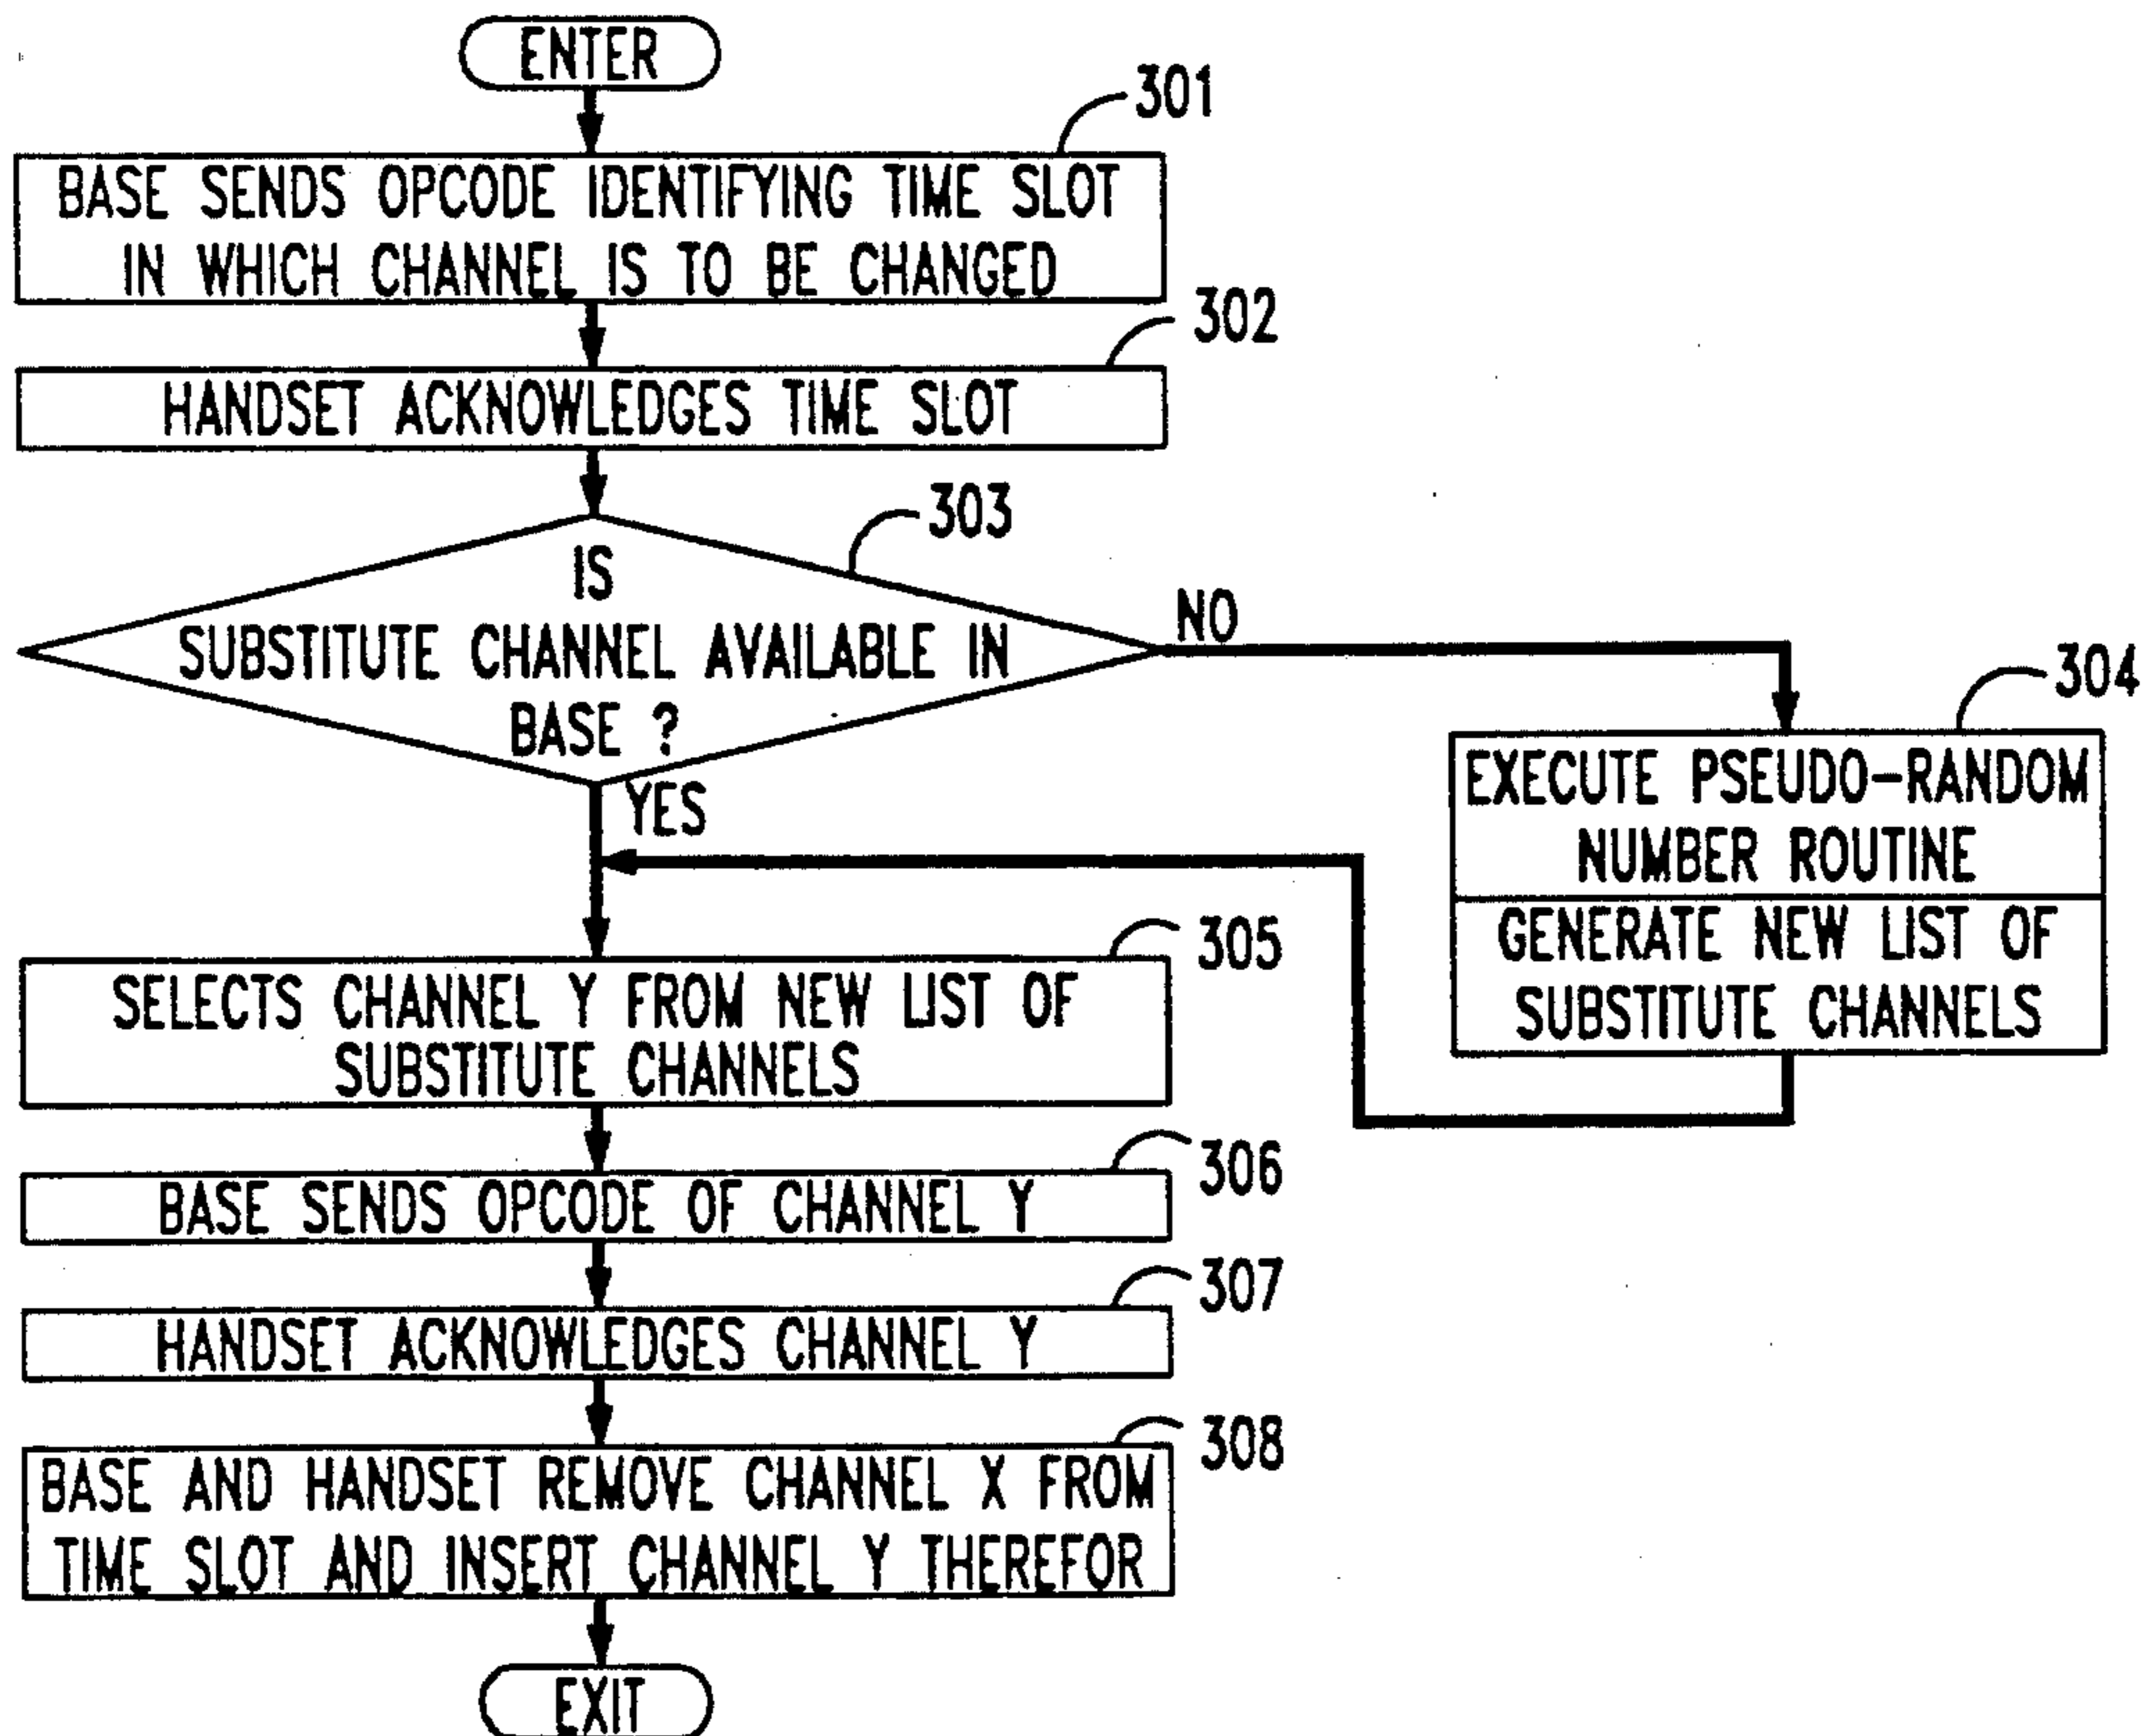 ENTER
301
BASE SENDS OPCODE IDENTIFYING TIME SLOT
IN WHICH CHANNEL IS TO BE CHANGED
302
HANDSET ACKNOWLEDGES TIME SLOT
303
IS
SUBSTITUTE CHANNEL AVAILABLE IN
BASE ?
NO
YES
304
EXECUTE PSEUDO-RANDOM
NUMBER ROUTINE
GENERATE NEW LIST OF
SUBSTITUTE CHANNELS
305
SELECTS CHANNEL Y FROM NEW LIST OF
SUBSTITUTE CHANNELS
306
BASE SENDS OPCODE OF CHANNEL Y
307
HANDSET ACKNOWLEDGES CHANNEL Y
308
BASE AND HANDSET REMOVE CHANNEL X FROM
TIME SLOT AND INSERT CHANNEL Y THEREFOR
EXIT